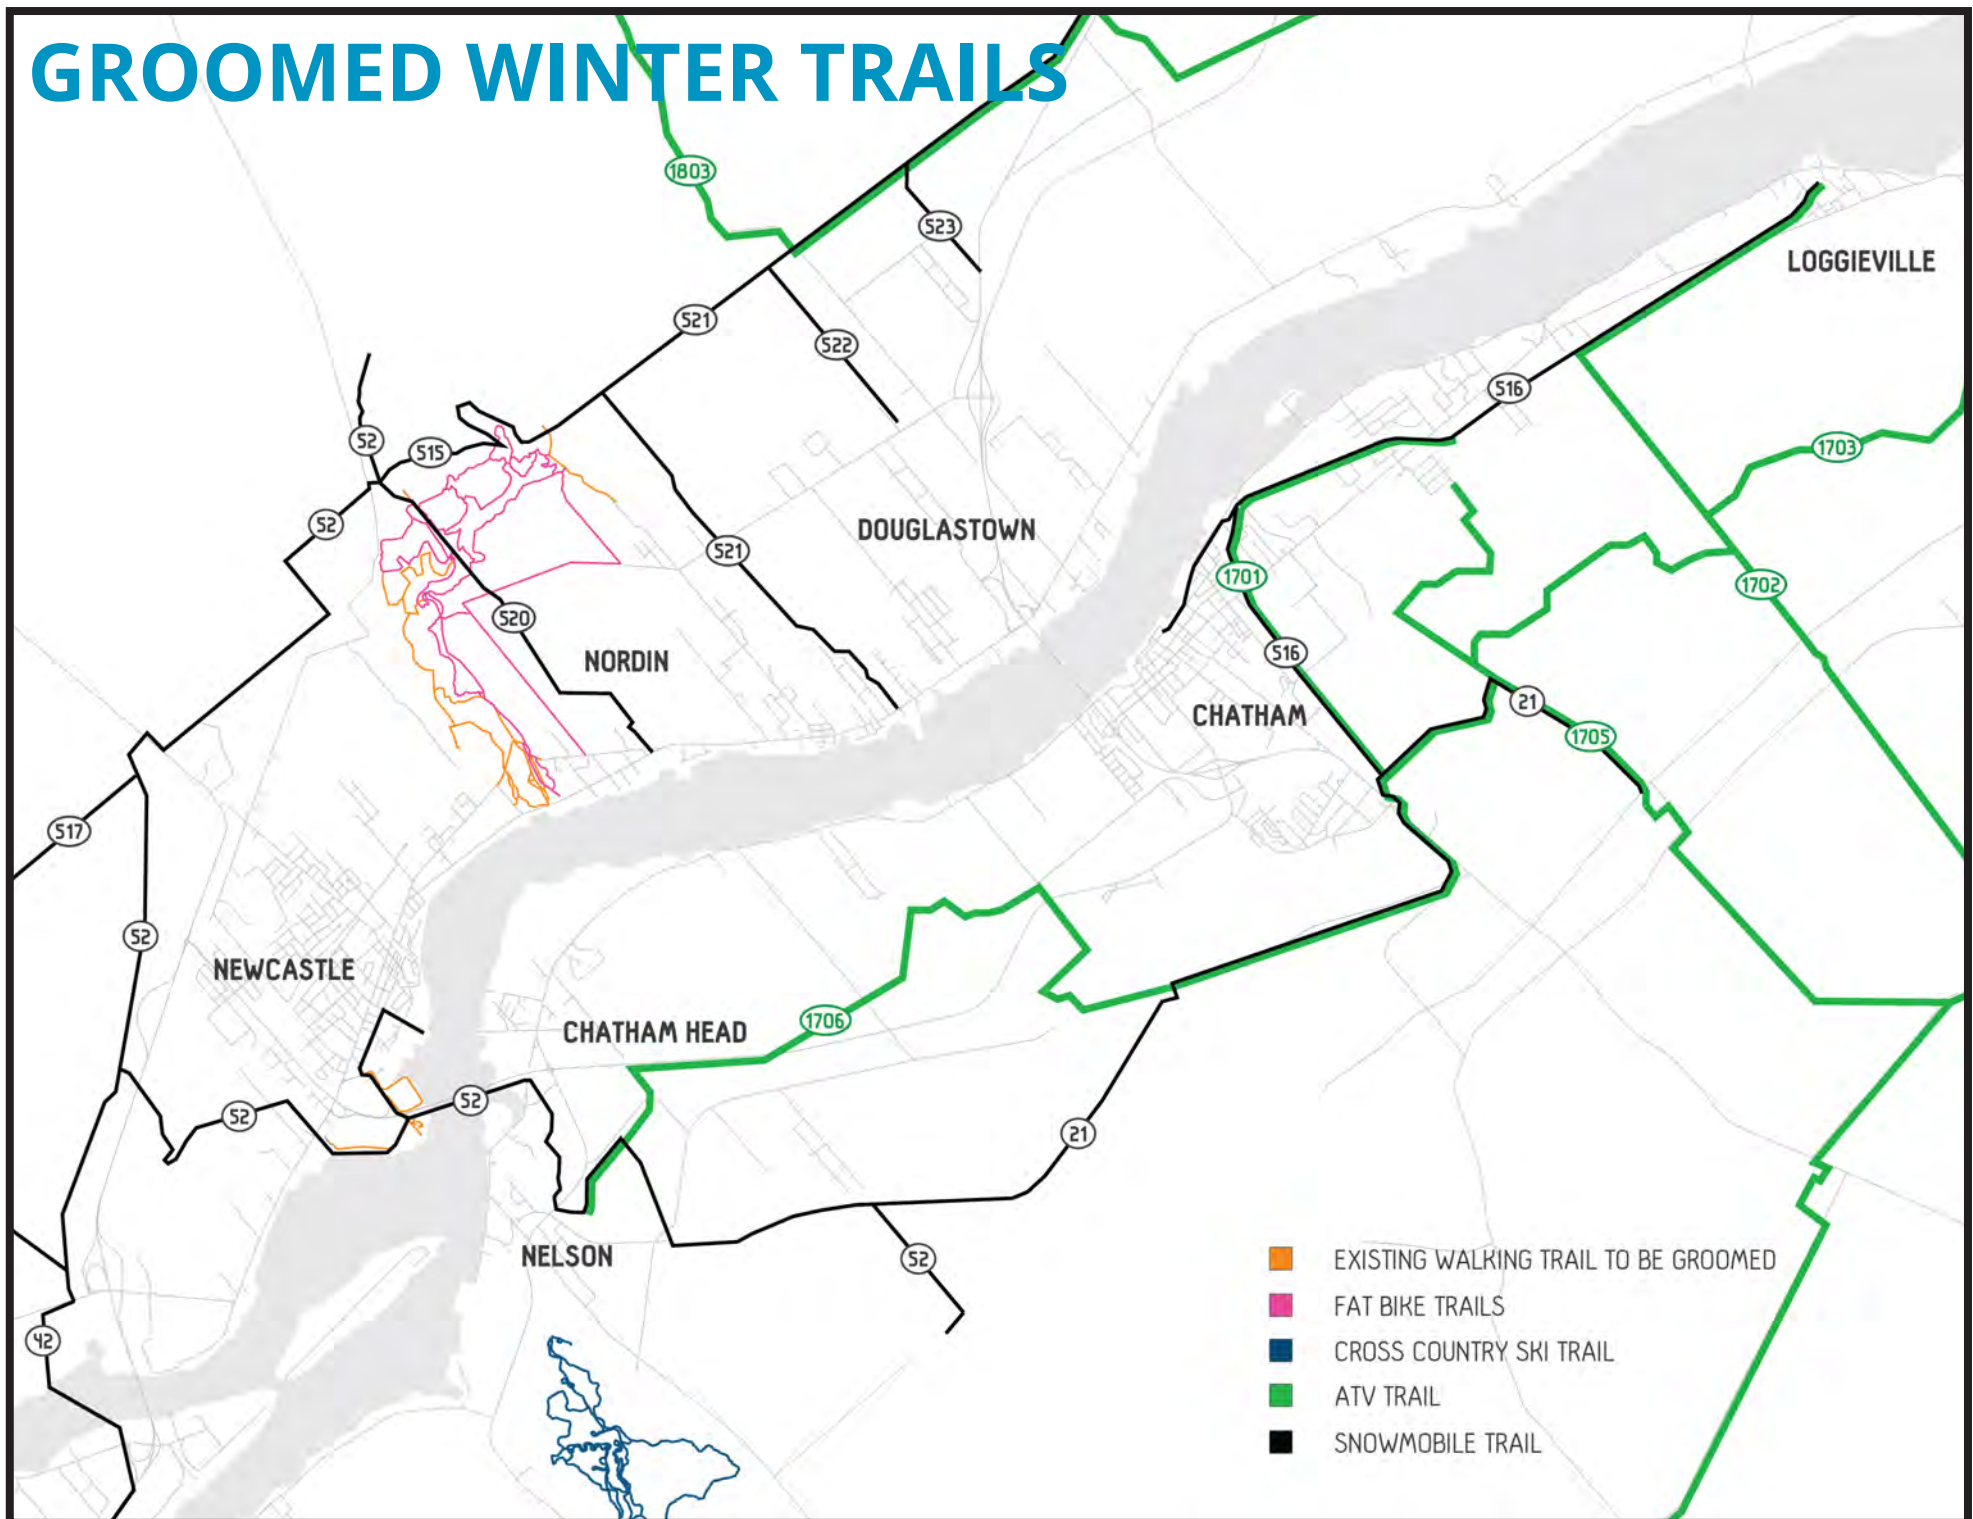 GROOMED WINTER TRAILS
1803
523
LOGGIEVILLE
521
522
516
52
515
1703
52
DOUGLASTOWN
521
1701
1702
520
516
NORDIN
21
CHATHAM
1705
517
52
NEWCASTLE
1706
CHATHAM HEAD
52
52
21
NELSON
52
42
EXISTING WALKING TRAIL TO BE GROOMED
FAT BIKE TRAILS
CROSS COUNTRY SKI TRAIL
ATV TRAIL
SNOWMOBILE TRAIL